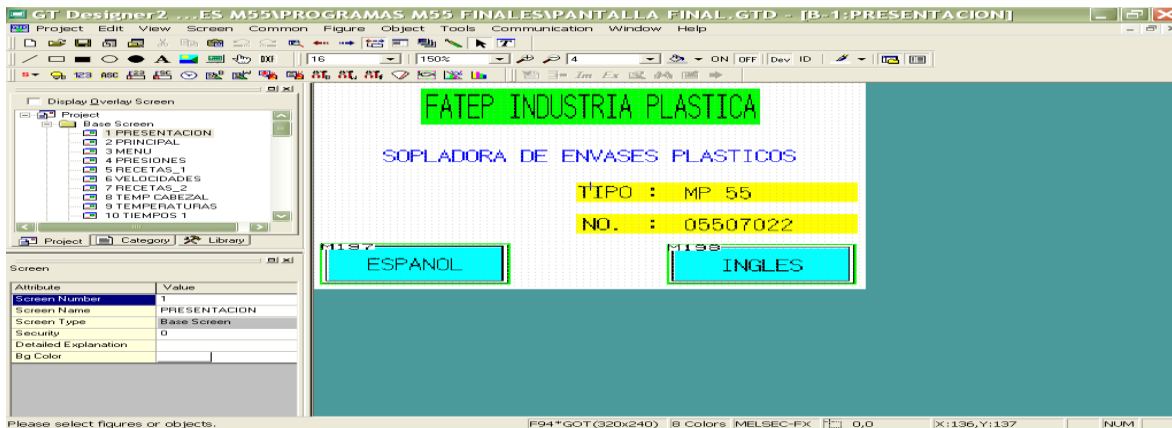 GT Designer2 ...ES M55\PROGRAMAS M55 FINALES\PANTALLA FINAL.GTD - [B-1:PRESENTACION]
Project Edit View Screen Common Figure Object Tools Communication Window Help
16 150% 4 ON OFF Dev ID
123 ASC
Display Overlay Screen
Project
Base Screen
1 PRESENTACION
2 PRINCIPAL
3 MENU
4 PRESIONES
5 RECETAS_1
6 VELOCIDADES
7 RECETAS_2
8 TEMP CABEZAL
9 TEMPERATURAS
10 TIEMPOS 1
Project Category Library
Screen
Attribute Value
Screen Number 1
Screen Name PRESENTACION
Screen Type Base Screen
Security 0
Detailed Explanation
Bg Color
FATEP INDUSTRIA PLASTICA
SOPLADORA DE ENVASES PLASTICOS
TIPO : MP 55
NO. : 05507022
M197 M198
ESPANOL INGLES
Please select figures or objects. F94*GOT(320x240) 8 Colors MELSEC-FX 0,0 X:136,Y:137 NUM